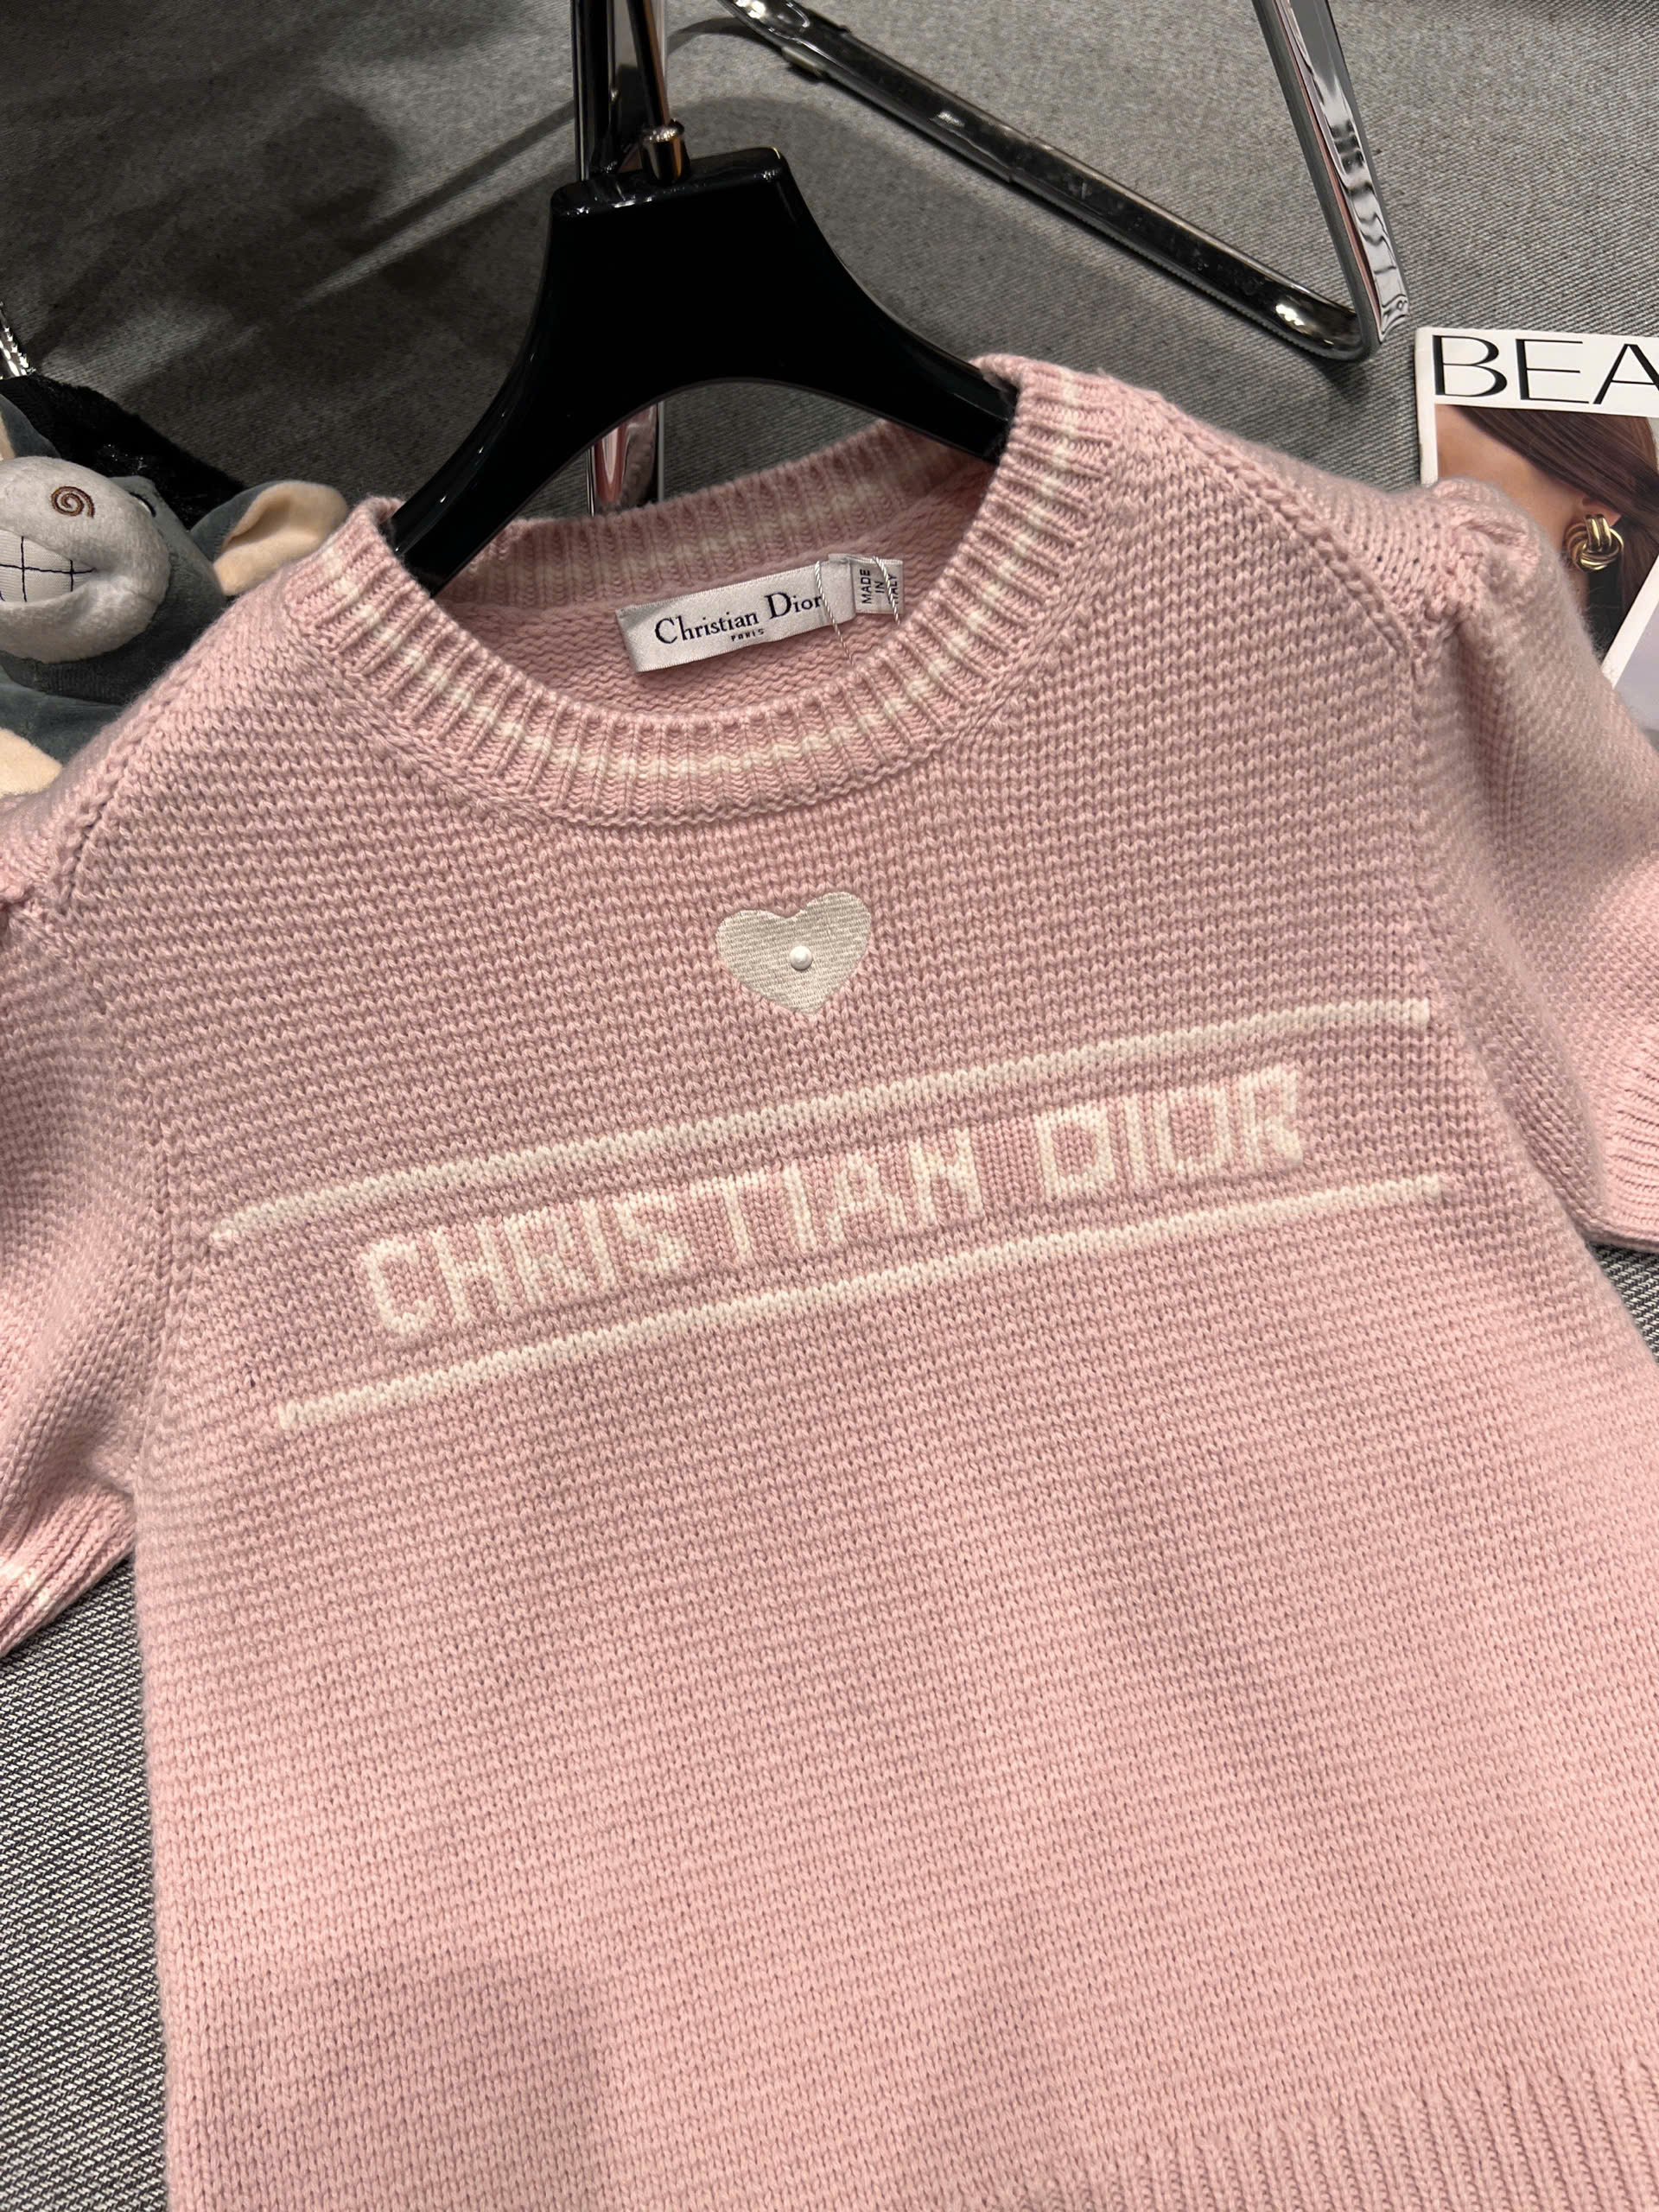 BEA
Christian Dior
PARIS
MADE
IN
ITALY
CHRISTIAN DIOR